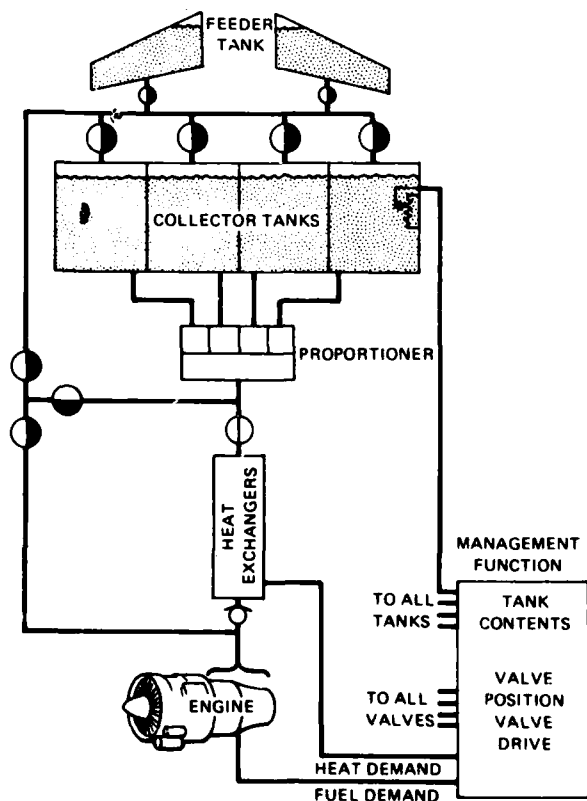 FEEDER
TANK
COLLECTOR TANKS
PROPORTIONER
HEAT
EXCHANGERS
MANAGEMENT
FUNCTION
TO ALL
TANKS
TANK
CONTENTS
TO ALL
VALVES
VALVE
POSITION
VALVE
DRIVE
ENGINE
HEAT DEMAND
FUEL DEMAND